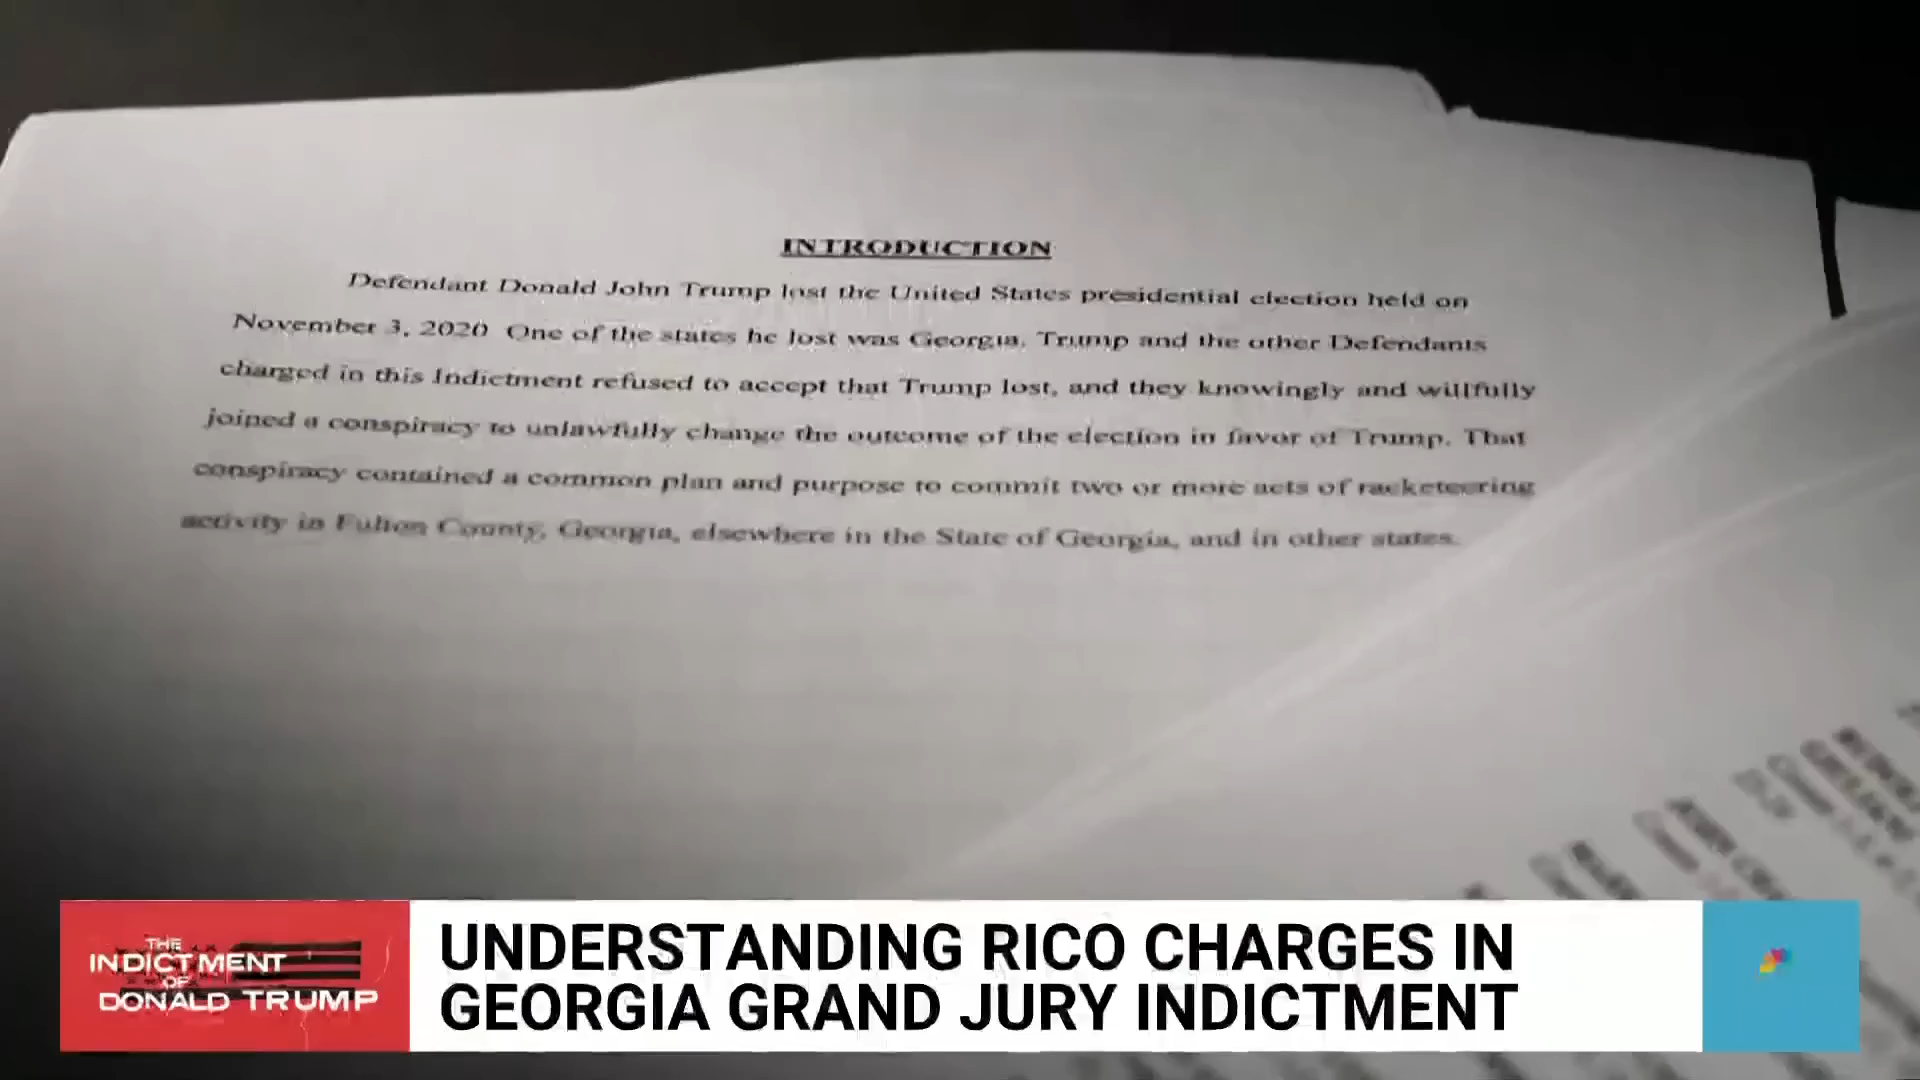 INTRODUCTION
Defendant Donald John Trump lost the United States presidential election held on
November 3, 2020 One of the states he lost was Georgia. Trump and the other Defendants
charged in this Indictment refused to accept that Trump lost, and they knowingly and willfully
joined a conspiracy to unlawfully change the outcome of the election in favor of Trump. That
conspiracy contained a common plan and purpose to commit two or more acts of racketeering
activity in Fulton County, Georgia, elsewhere in the State of Georgia, and in other states.
THE
INDICTMENT
OF
DONALD TRUMP
UNDERSTANDING RICO CHARGES IN
GEORGIA GRAND JURY INDICTMENT